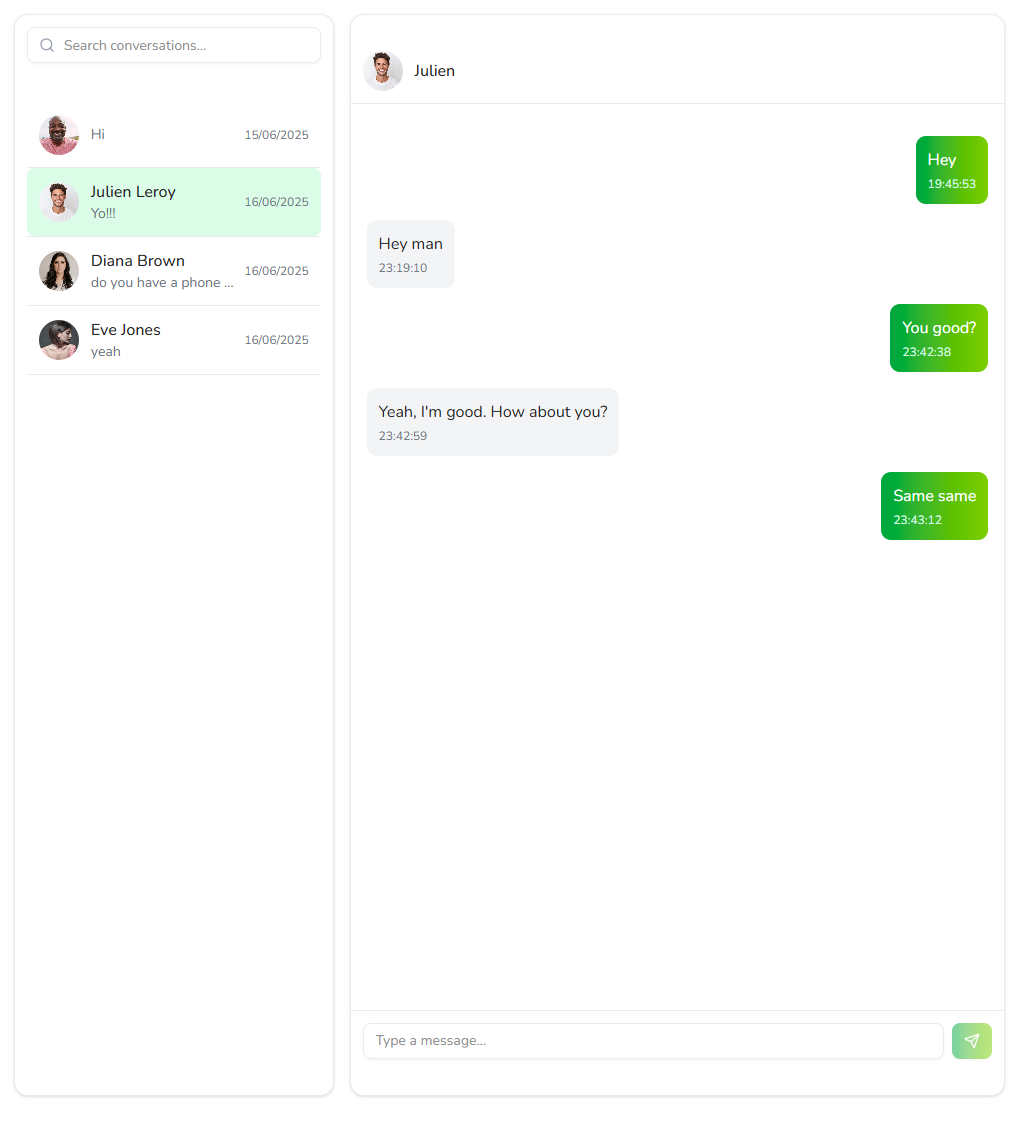 Search conversations...
Hi
15/06/2025
Julien Leroy
Yo!!!
16/06/2025
Diana Brown
do you have a phone ...
16/06/2025
Eve Jones
yeah
16/06/2025
Julien
Hey
19:45:53
Hey man
23:19:10
You good?
23:42:38
Yeah, I'm good. How about you?
23:42:59
Same same
23:43:12
Type a message...